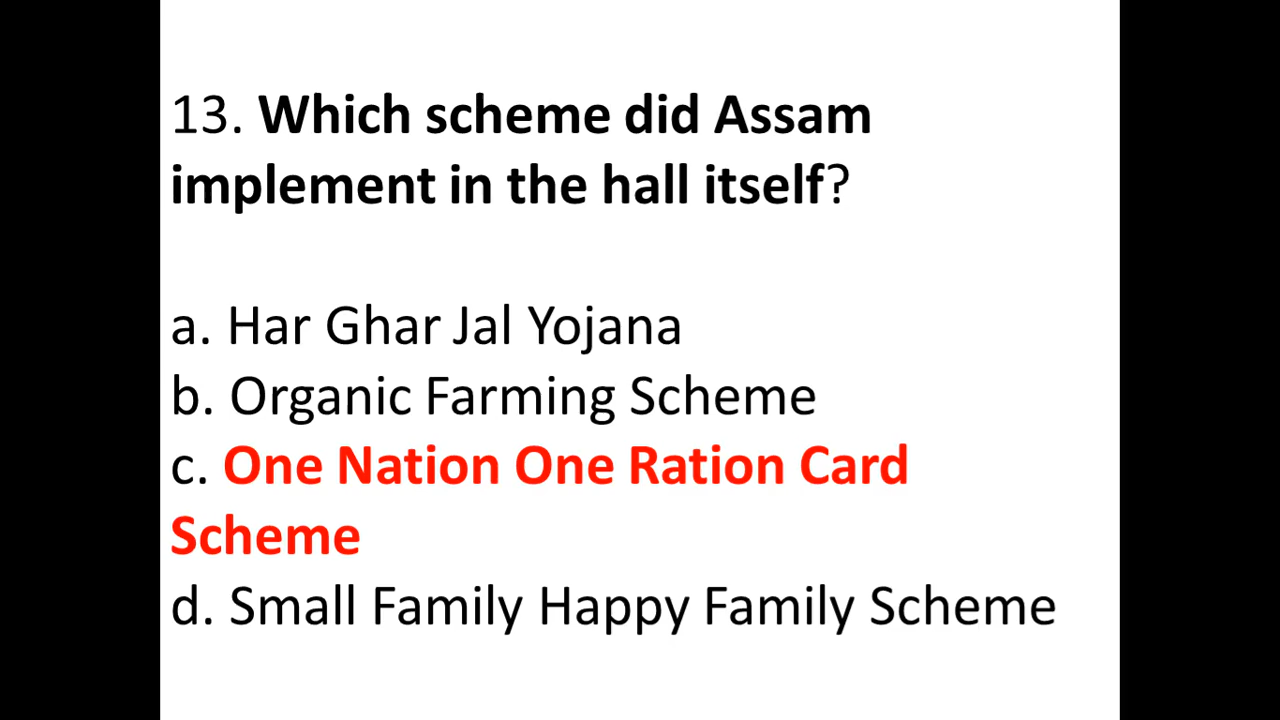 13. Which scheme did Assam
implement in the hall itself?
a. Har Ghar Jal Yojana
b. Organic Farming Scheme
c. One Nation One Ration Card
Scheme
d. Small Family Happy Family Scheme